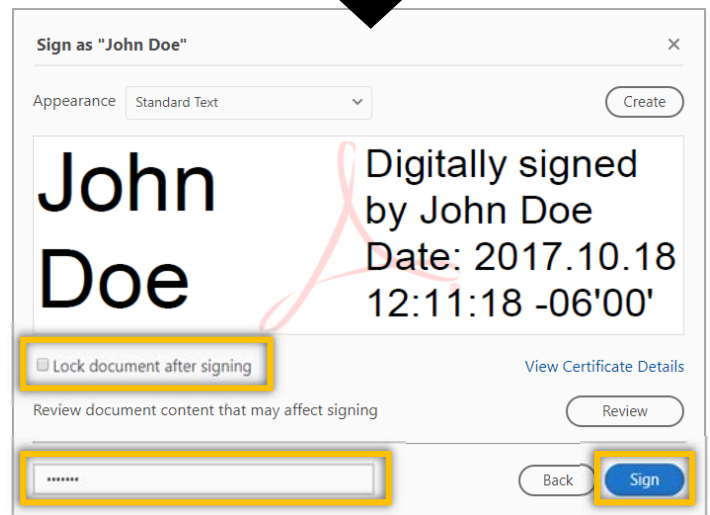 Sign as "John Doe"
Appearance Standard Text Create
John
Doe
Digitally signed
by John Doe
Date: 2017.10.18
12:11:18 -06'00'
Lock document after signing
View Certificate Details
Review document content that may affect signing Review
•••••••
Back Sign